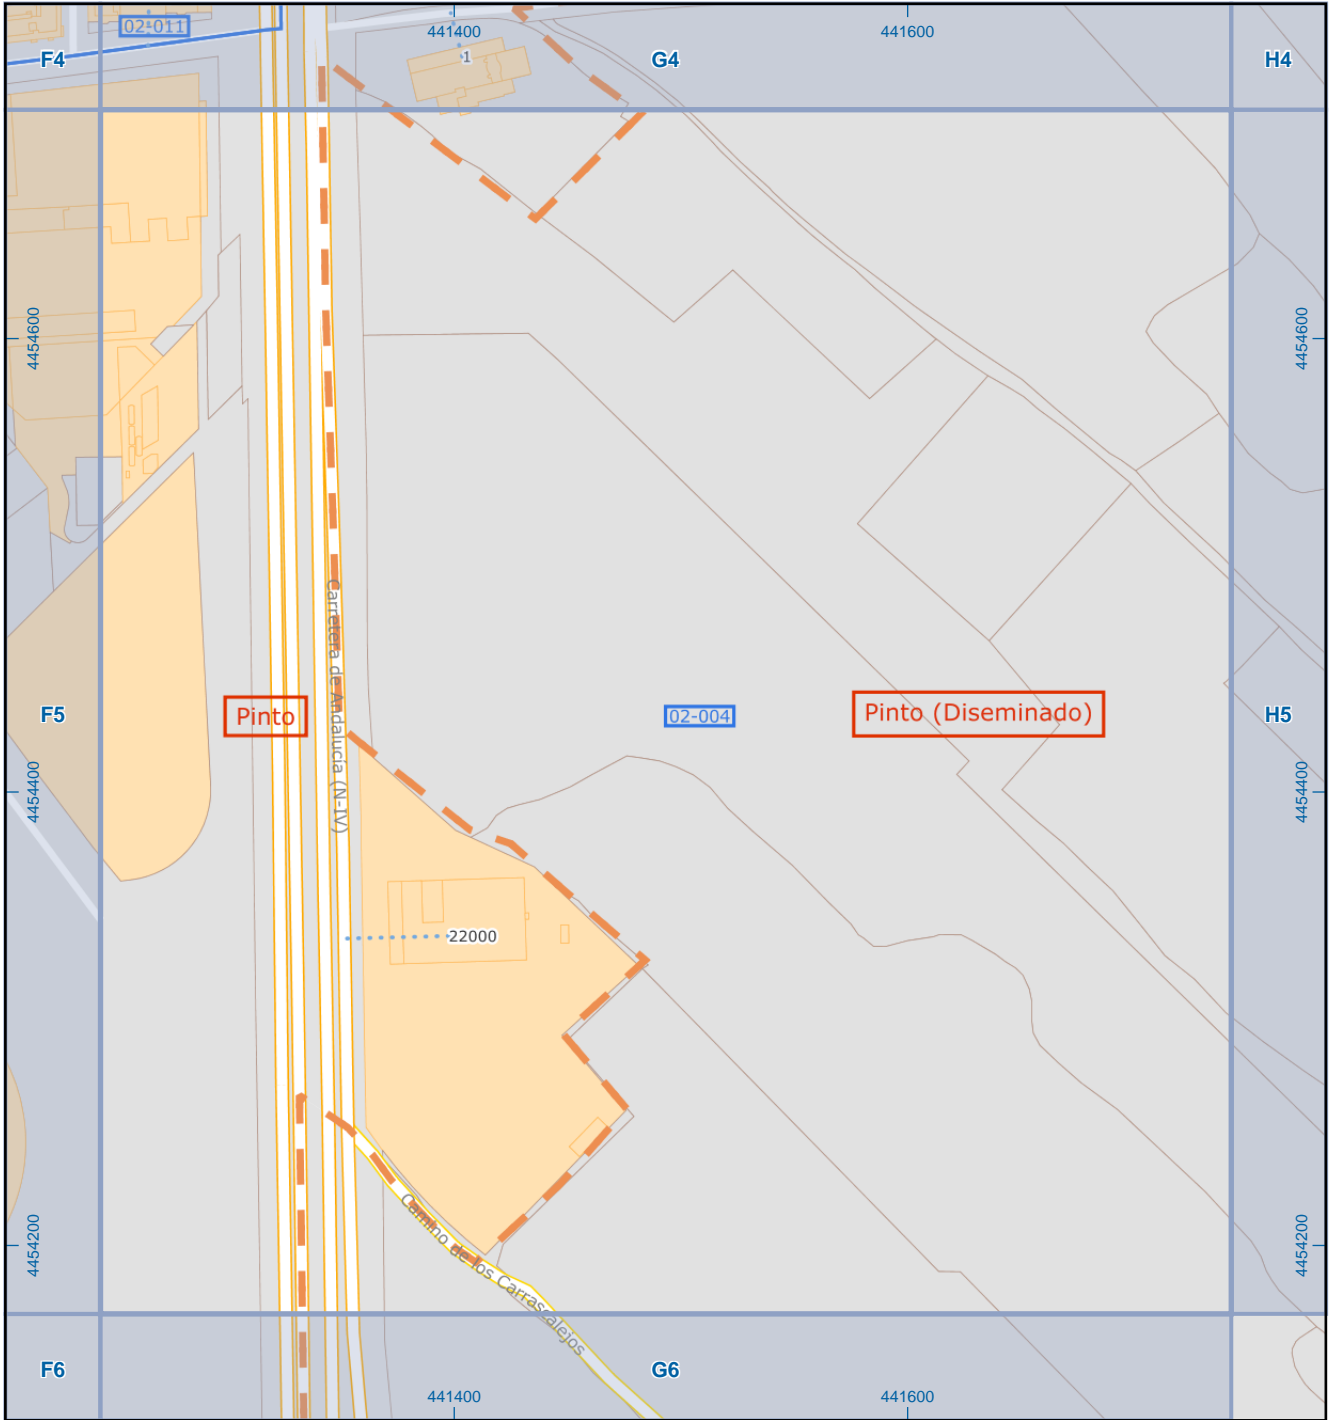 02-011
441400
441600
F4
1
G4
H4
4454600
4454600
Carretera de Andalucía (N-IV)
F5
Pinto
02-004
Pinto (Diseminado)
H5
4454400
4454400
22000
Camino de los Carrascalejos
4454200
4454200
F6
G6
441400
441600